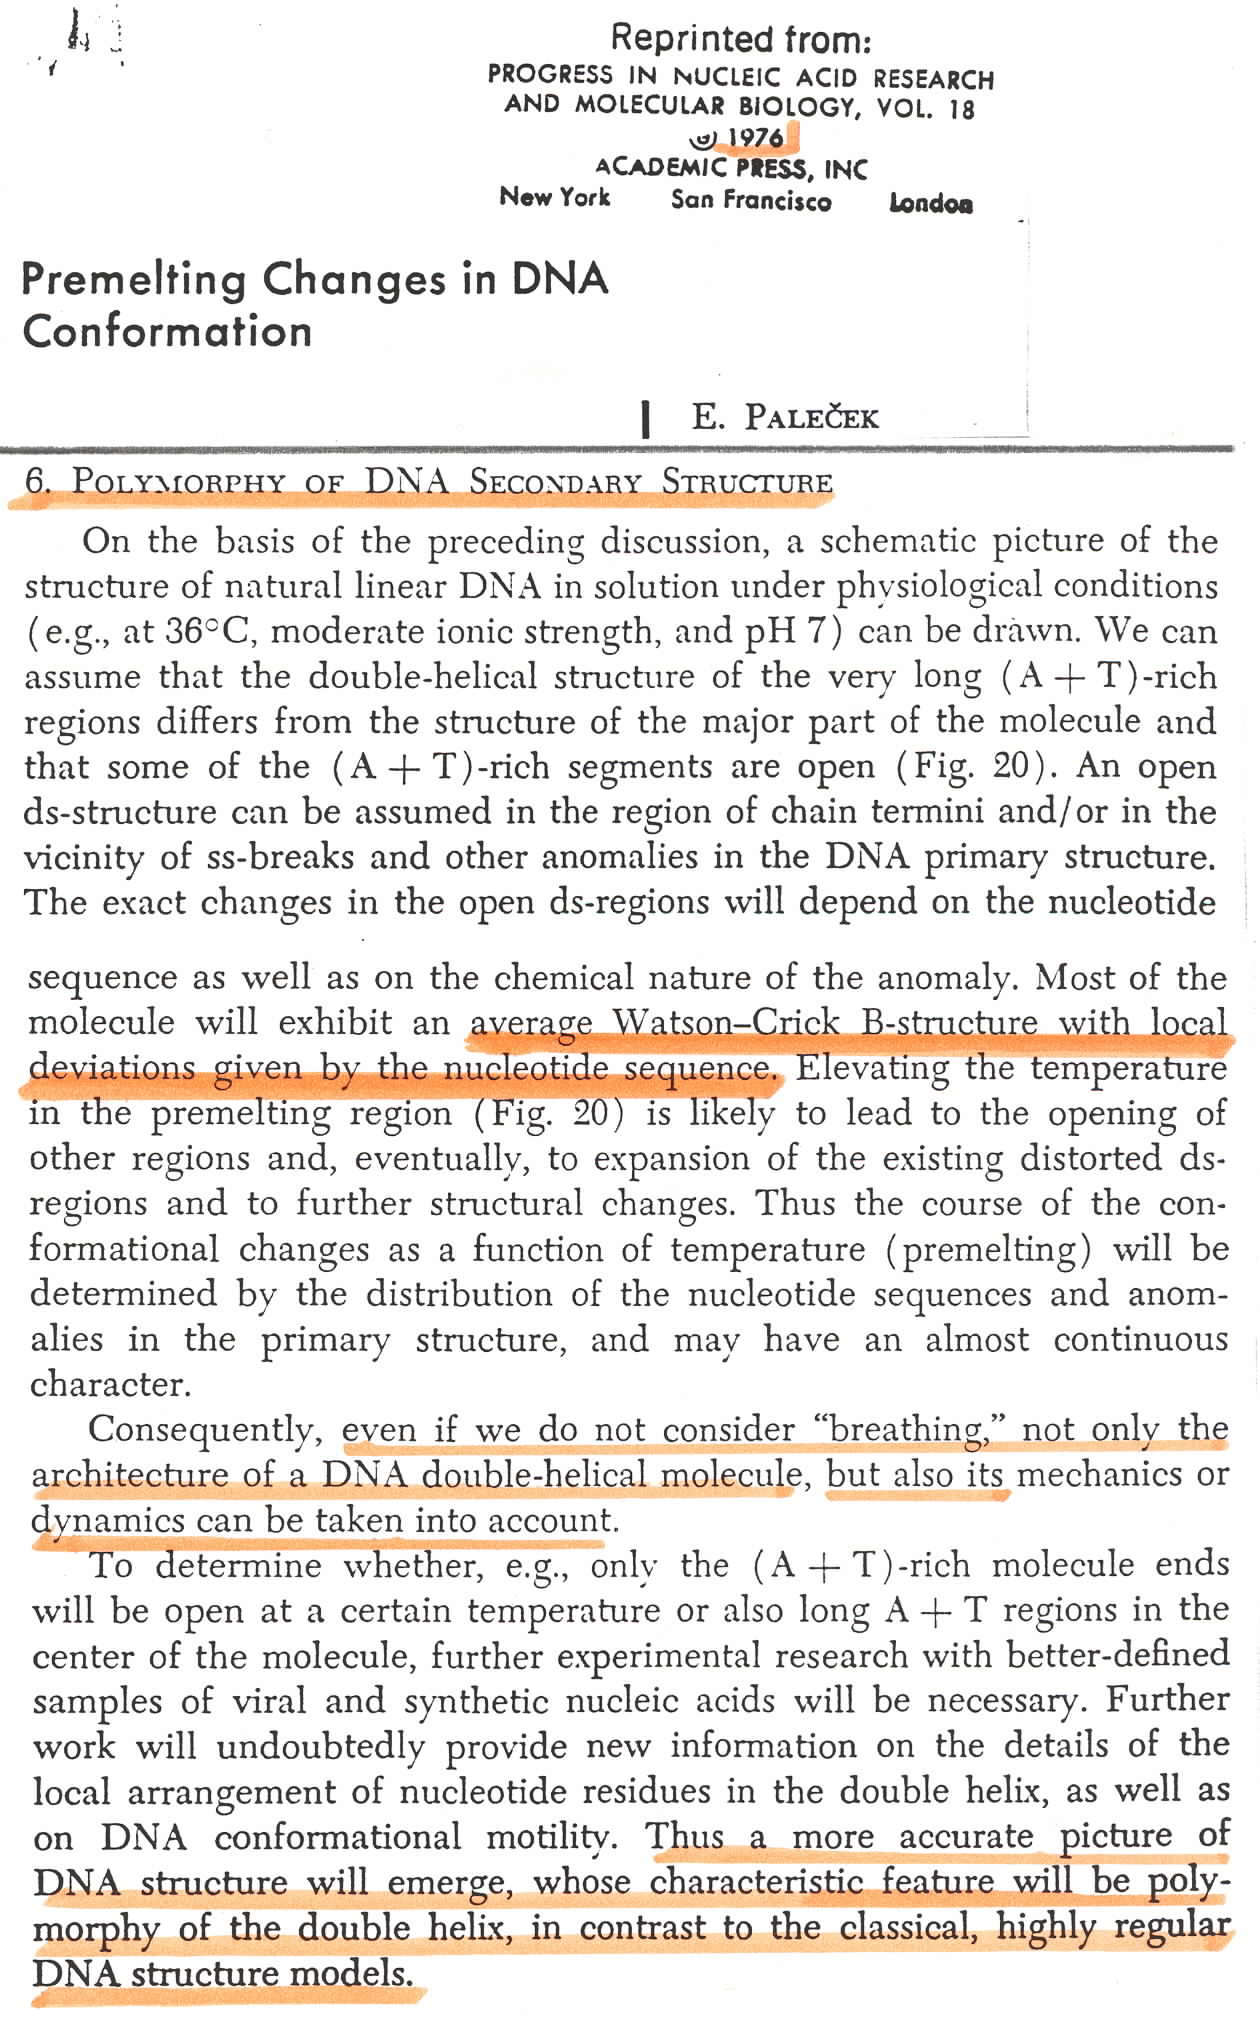 Reprinted from:
PROGRESS IN NUCLEIC ACID RESEARCH
AND MOLECULAR BIOLOGY, VOL. 18
© 1976
ACADEMIC PRESS, INC
New York San Francisco London
Premelting Changes in DNA
Conformation
E. PALEČEK
6. POLYMORPHY OF DNA SECONDARY STRUCTURE
On the basis of the preceding discussion, a schematic picture of the
structure of natural linear DNA in solution under physiological conditions
(e.g., at 36°C, moderate ionic strength, and pH 7) can be drawn. We can
assume that the double-helical structure of the very long (A + T)-rich
regions differs from the structure of the major part of the molecule and
that some of the (A + T)-rich segments are open (Fig. 20). An open
ds-structure can be assumed in the region of chain termini and/or in the
vicinity of ss-breaks and other anomalies in the DNA primary structure.
The exact changes in the open ds-regions will depend on the nucleotide
sequence as well as on the chemical nature of the anomaly. Most of the
molecule will exhibit an average Watson–Crick B-structure with local
deviations given by the nucleotide sequence. Elevating the temperature
in the premelting region (Fig. 20) is likely to lead to the opening of
other regions and, eventually, to expansion of the existing distorted ds-
regions and to further structural changes. Thus the course of the con-
formational changes as a function of temperature (premelting) will be
determined by the distribution of the nucleotide sequences and anom-
alies in the primary structure, and may have an almost continuous
character.
Consequently, even if we do not consider “breathing,” not only the
architecture of a DNA double-helical molecule, but also its mechanics or
dynamics can be taken into account.
To determine whether, e.g., only the (A + T)-rich molecule ends
will be open at a certain temperature or also long A + T regions in the
center of the molecule, further experimental research with better-defined
samples of viral and synthetic nucleic acids will be necessary. Further
work will undoubtedly provide new information on the details of the
local arrangement of nucleotide residues in the double helix, as well as
on DNA conformational motility. Thus a more accurate picture of
DNA structure will emerge, whose characteristic feature will be poly-
morphy of the double helix, in contrast to the classical, highly regular
DNA structure models.